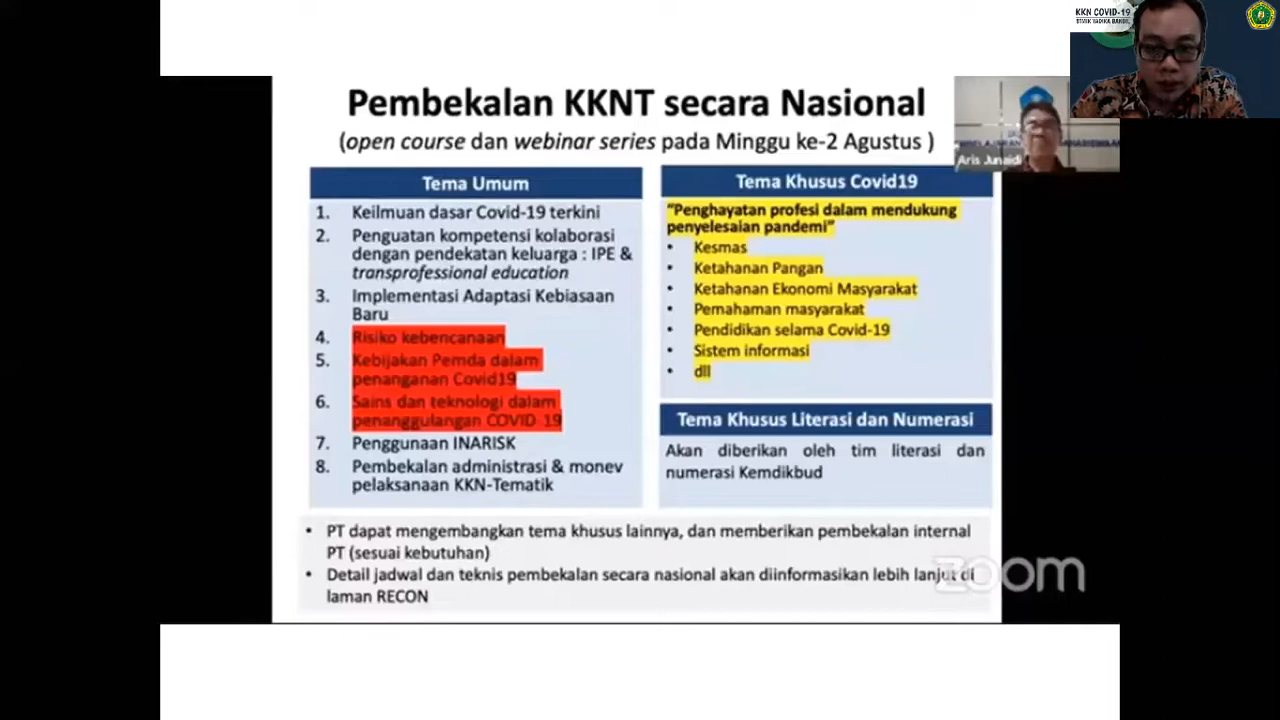 KKN COVID-19
STMIK YADIKA BANGIL
Pembekalan KKNT secara Nasional
(open course dan webinar series pada Minggu ke-2 Agustus )
Aris Junaidi
Tema Umum
1. Keilmuan dasar Covid-19 terkini
2. Penguatan kompetensi kolaborasi
dengan pendekatan keluarga : IPE &
transprofessional education
3. Implementasi Adaptasi Kebiasaan
Baru
4. Risiko kebencanaan
5. Kebijakan Pemda dalam
penanganan Covid19
6. Sains dan teknologi dalam
penanggulangan COVID 19
7. Penggunaan INARISK
8. Pembekalan administrasi & monev
pelaksanaan KKN-Tematik
Tema Khusus Covid19
“Penghayatan profesi dalam mendukung
penyelesaian pandemi”
• Kesmas
• Ketahanan Pangan
• Ketahanan Ekonomi Masyarakat
• Pemahaman masyarakat
• Pendidikan selama Covid-19
• Sistem informasi
• dll
Tema Khusus Literasi dan Numerasi
Akan diberikan oleh tim literasi dan
numerasi Kemdikbud
• PT dapat mengembangkan tema khusus lainnya, dan memberikan pembekalan internal
PT (sesuai kebutuhan)
• Detail jadwal dan teknis pembekalan secara nasional akan diinformasikan lebih lanjut di
laman RECON
zoom